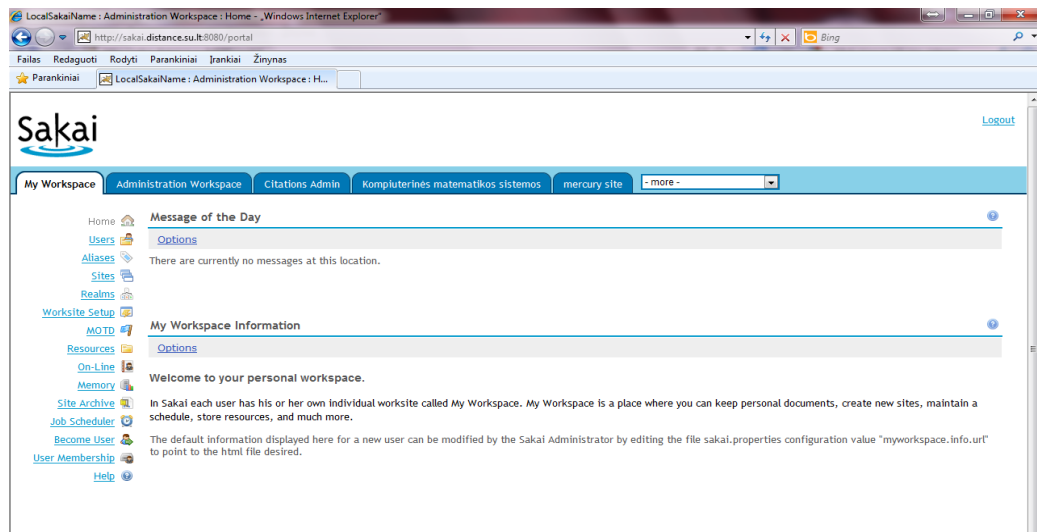 LocalSakaiName : Administration Workspace : Home - „Windows Internet Explorer“
http://sakai.distance.su.lt:8080/portal
Bing
Failas Redaguoti Rodyti Parankiniai Įrankiai Žinynas
Parankiniai LocalSakaiName : Administration Workspace : H...
Sakai
Logout
My Workspace Administration Workspace Citations Admin Kompiuterinės matematikos sistemos mercury site - more -
Home
Users
Aliases
Sites
Realms
Worksite Setup
MOTD
Resources
On-Line
Memory
Site Archive
Job Scheduler
Become User
User Membership
Help
Message of the Day
Options
There are currently no messages at this location.
My Workspace Information
Options
Welcome to your personal workspace.
In Sakai each user has his or her own individual worksite called My Workspace. My Workspace is a place where you can keep personal documents, create new sites, maintain a
schedule, store resources, and much more.
The default information displayed here for a new user can be modified by the Sakai Administrator by editing the file sakai.properties configuration value "myworkspace.info.url"
to point to the html file desired.